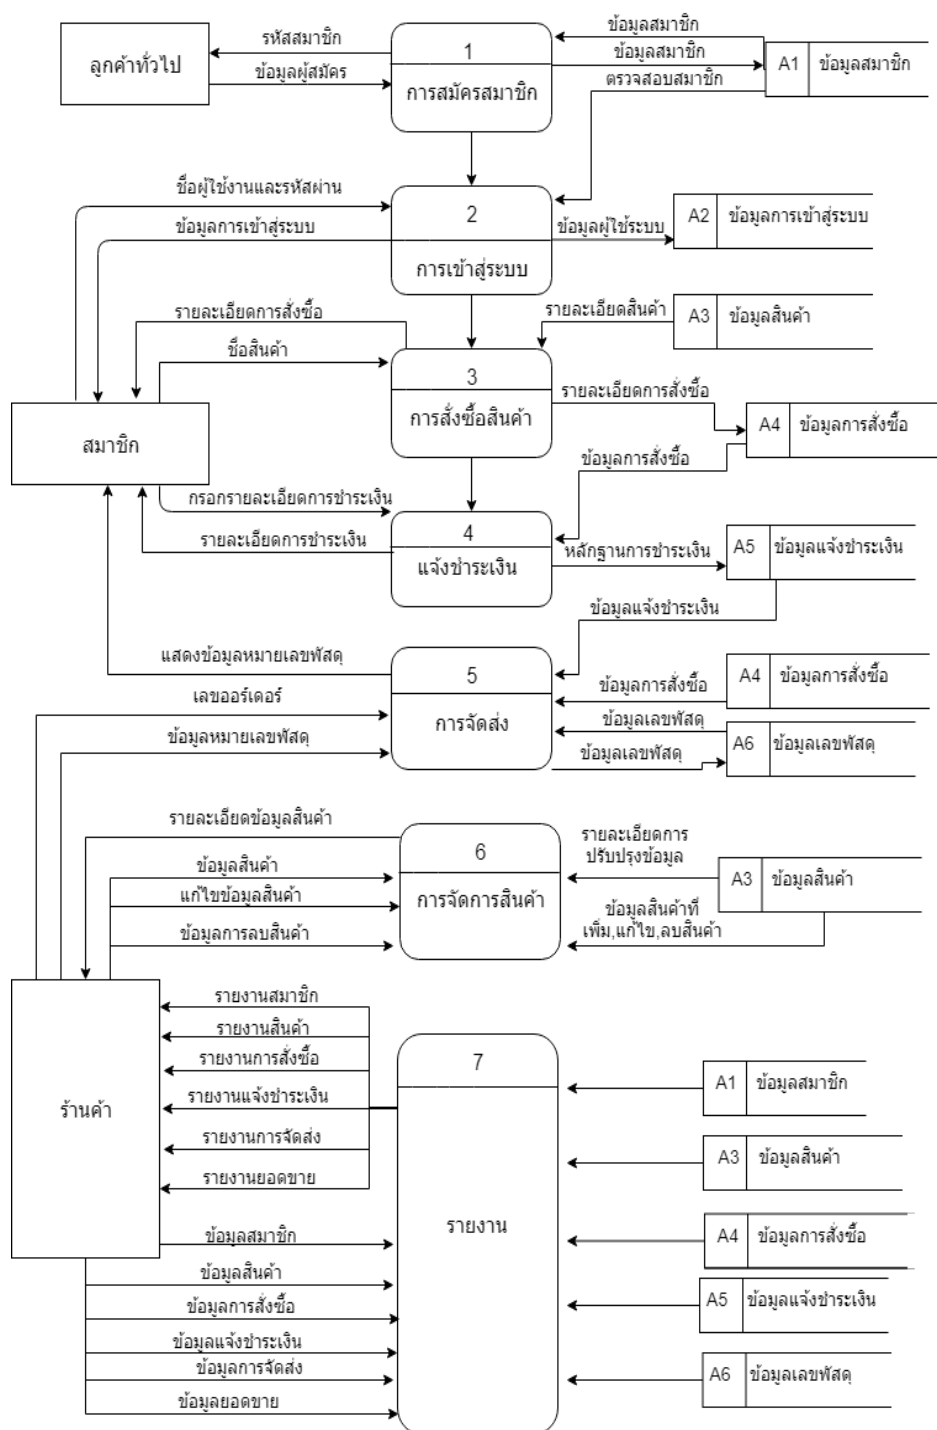 ลูกค้าทั่วไป
รหัสสมาชิก
ข้อมูลผู้สมัคร
1
การสมัครสมาชิก
ข้อมูลสมาชิก
ข้อมูลสมาชิก
ตรวจสอบสมาชิก
A1 ข้อมูลสมาชิก
ชื่อผู้ใช้งานและรหัสผ่าน
ข้อมูลการเข้าสู่ระบบ
2
การเข้าสู่ระบบ
ข้อมูลผู้ใช้ระบบ
A2 ข้อมูลการเข้าสู่ระบบ
รายละเอียดการสั่งซื้อ
ชื่อสินค้า
รายละเอียดสินค้า
A3 ข้อมูลสินค้า
3
การสั่งซื้อสินค้า
รายละเอียดการสั่งซื้อ
A4 ข้อมูลการสั่งซื้อ
ข้อมูลการสั่งซื้อ
สมาชิก
กรอกรายละเอียดการชำระเงิน
รายละเอียดการชำระเงิน
4
แจ้งชำระเงิน
หลักฐานการชำระเงิน
A5 ข้อมูลแจ้งชำระเงิน
ข้อมูลแจ้งชำระเงิน
แสดงข้อมูลหมายเลขพัสดุ
เลขออร์เดอร์
ข้อมูลหมายเลขพัสดุ
5
การจัดส่ง
ข้อมูลการสั่งซื้อ
A4 ข้อมูลการสั่งซื้อ
ข้อมูลเลขพัสดุ
ข้อมูลเลขพัสดุ
A6 ข้อมูลเลขพัสดุ
รายละเอียดข้อมูลสินค้า
ข้อมูลสินค้า
แก้ไขข้อมูลสินค้า
ข้อมูลการลบสินค้า
6
การจัดการสินค้า
รายละเอียดการ
ปรับปรุงข้อมูล
ข้อมูลสินค้าที่
เพิ่ม,แก้ไข,ลบสินค้า
A3 ข้อมูลสินค้า
ร้านค้า
รายงานสมาชิก
รายงานสินค้า
รายงานการสั่งซื้อ
รายงานแจ้งชำระเงิน
รายงานการจัดส่ง
รายงานยอดขาย
ข้อมูลสมาชิก
ข้อมูลสินค้า
ข้อมูลการสั่งซื้อ
ข้อมูลแจ้งชำระเงิน
ข้อมูลการจัดส่ง
ข้อมูลยอดขาย
7
รายงาน
A1 ข้อมูลสมาชิก
A3 ข้อมูลสินค้า
A4 ข้อมูลการสั่งซื้อ
A5 ข้อมูลแจ้งชำระเงิน
A6 ข้อมูลเลขพัสดุ